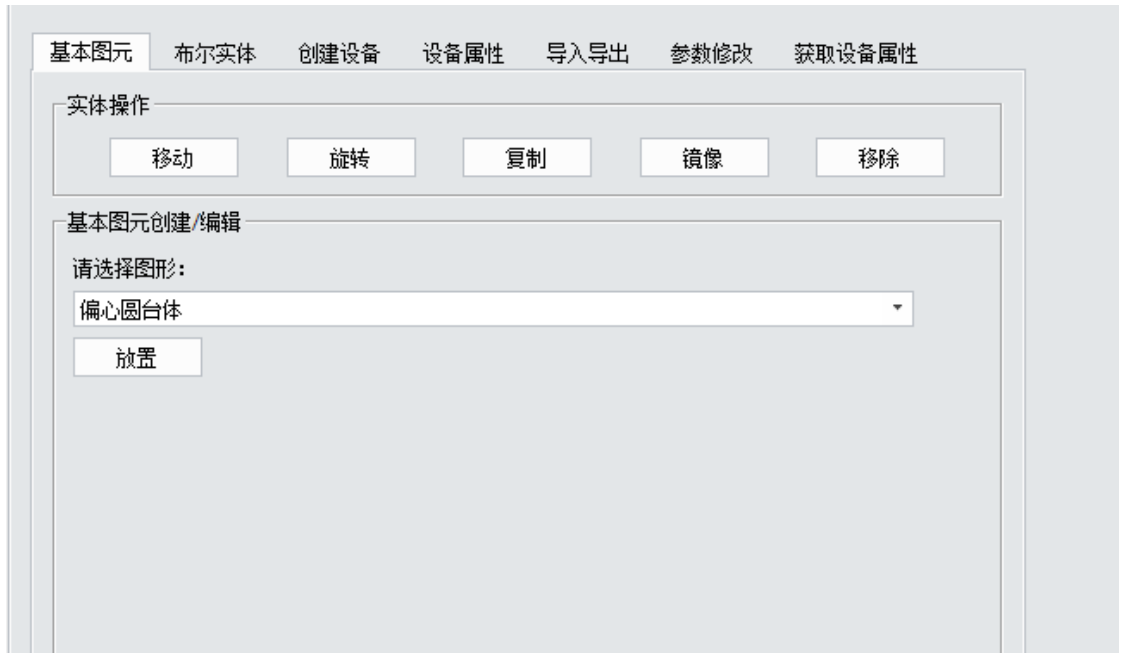 基本图元 布尔实体 创建设备 设备属性 导入导出 参数修改 获取设备属性
实体操作
移动 旋转 复制 镜像 移除
基本图元创建/编辑
请选择图形：
偏心圆台体
放置